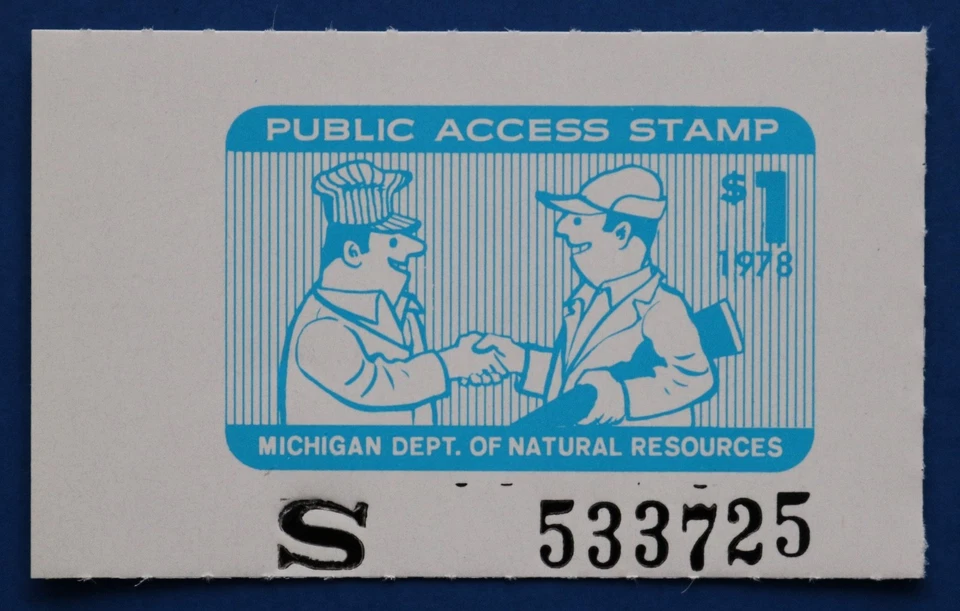 PUBLIC ACCESS STAMP
$1
1978
MICHIGAN DEPT. OF NATURAL RESOURCES
S 533725